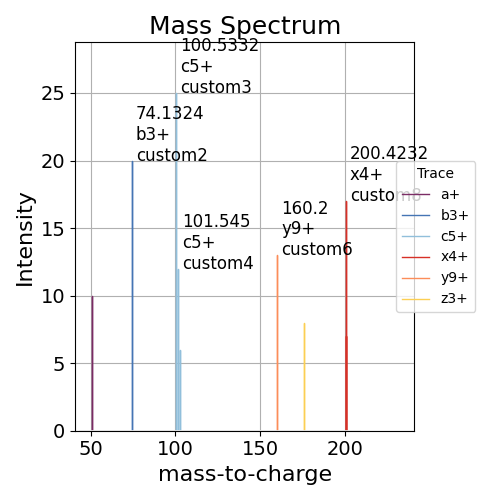 Mass Spectrum
100.5332
c5+
custom3
74.1324
b3+
custom2
200.4232
x4+
custom8
160.2
y9+
custom6
101.545
c5+
custom4
Trace
a+
b3+
c5+
x4+
y9+
z3+
Intensity
25
20
15
10
5
0
50
100
150
200
mass-to-charge